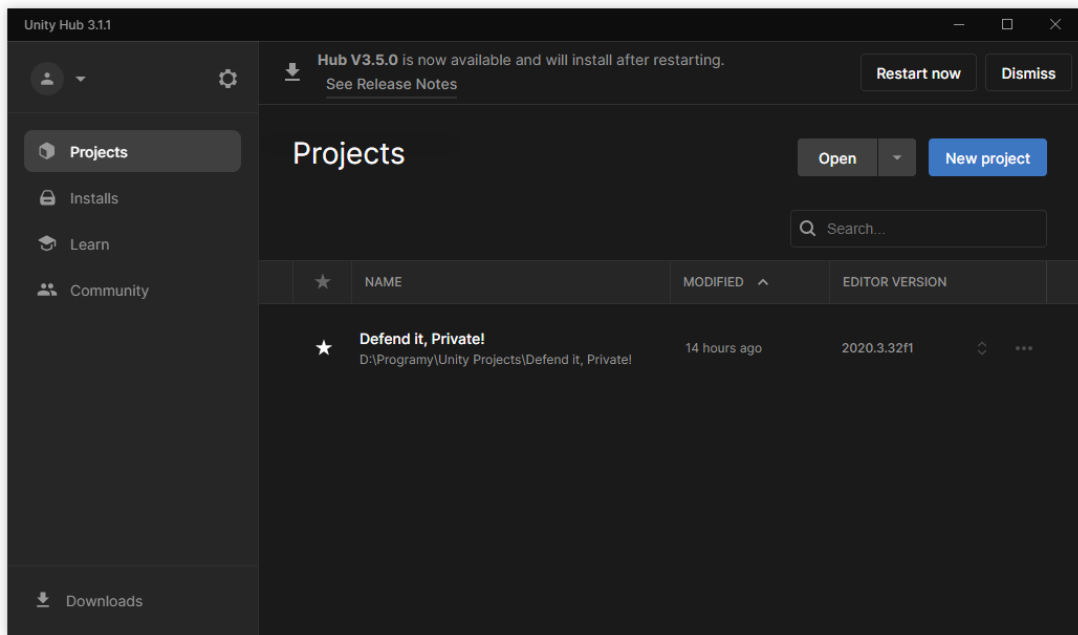 Unity Hub 3.1.1
Hub V3.5.0 is now available and will install after restarting.
See Release Notes
Restart now
Dismiss
Projects
Installs
Learn
Community
Downloads
Projects
Open
New project
Search...
NAME
MODIFIED
EDITOR VERSION
Defend it, Private!
D:\Programy\Unity Projects\Defend it, Private!
14 hours ago
2020.3.32f1